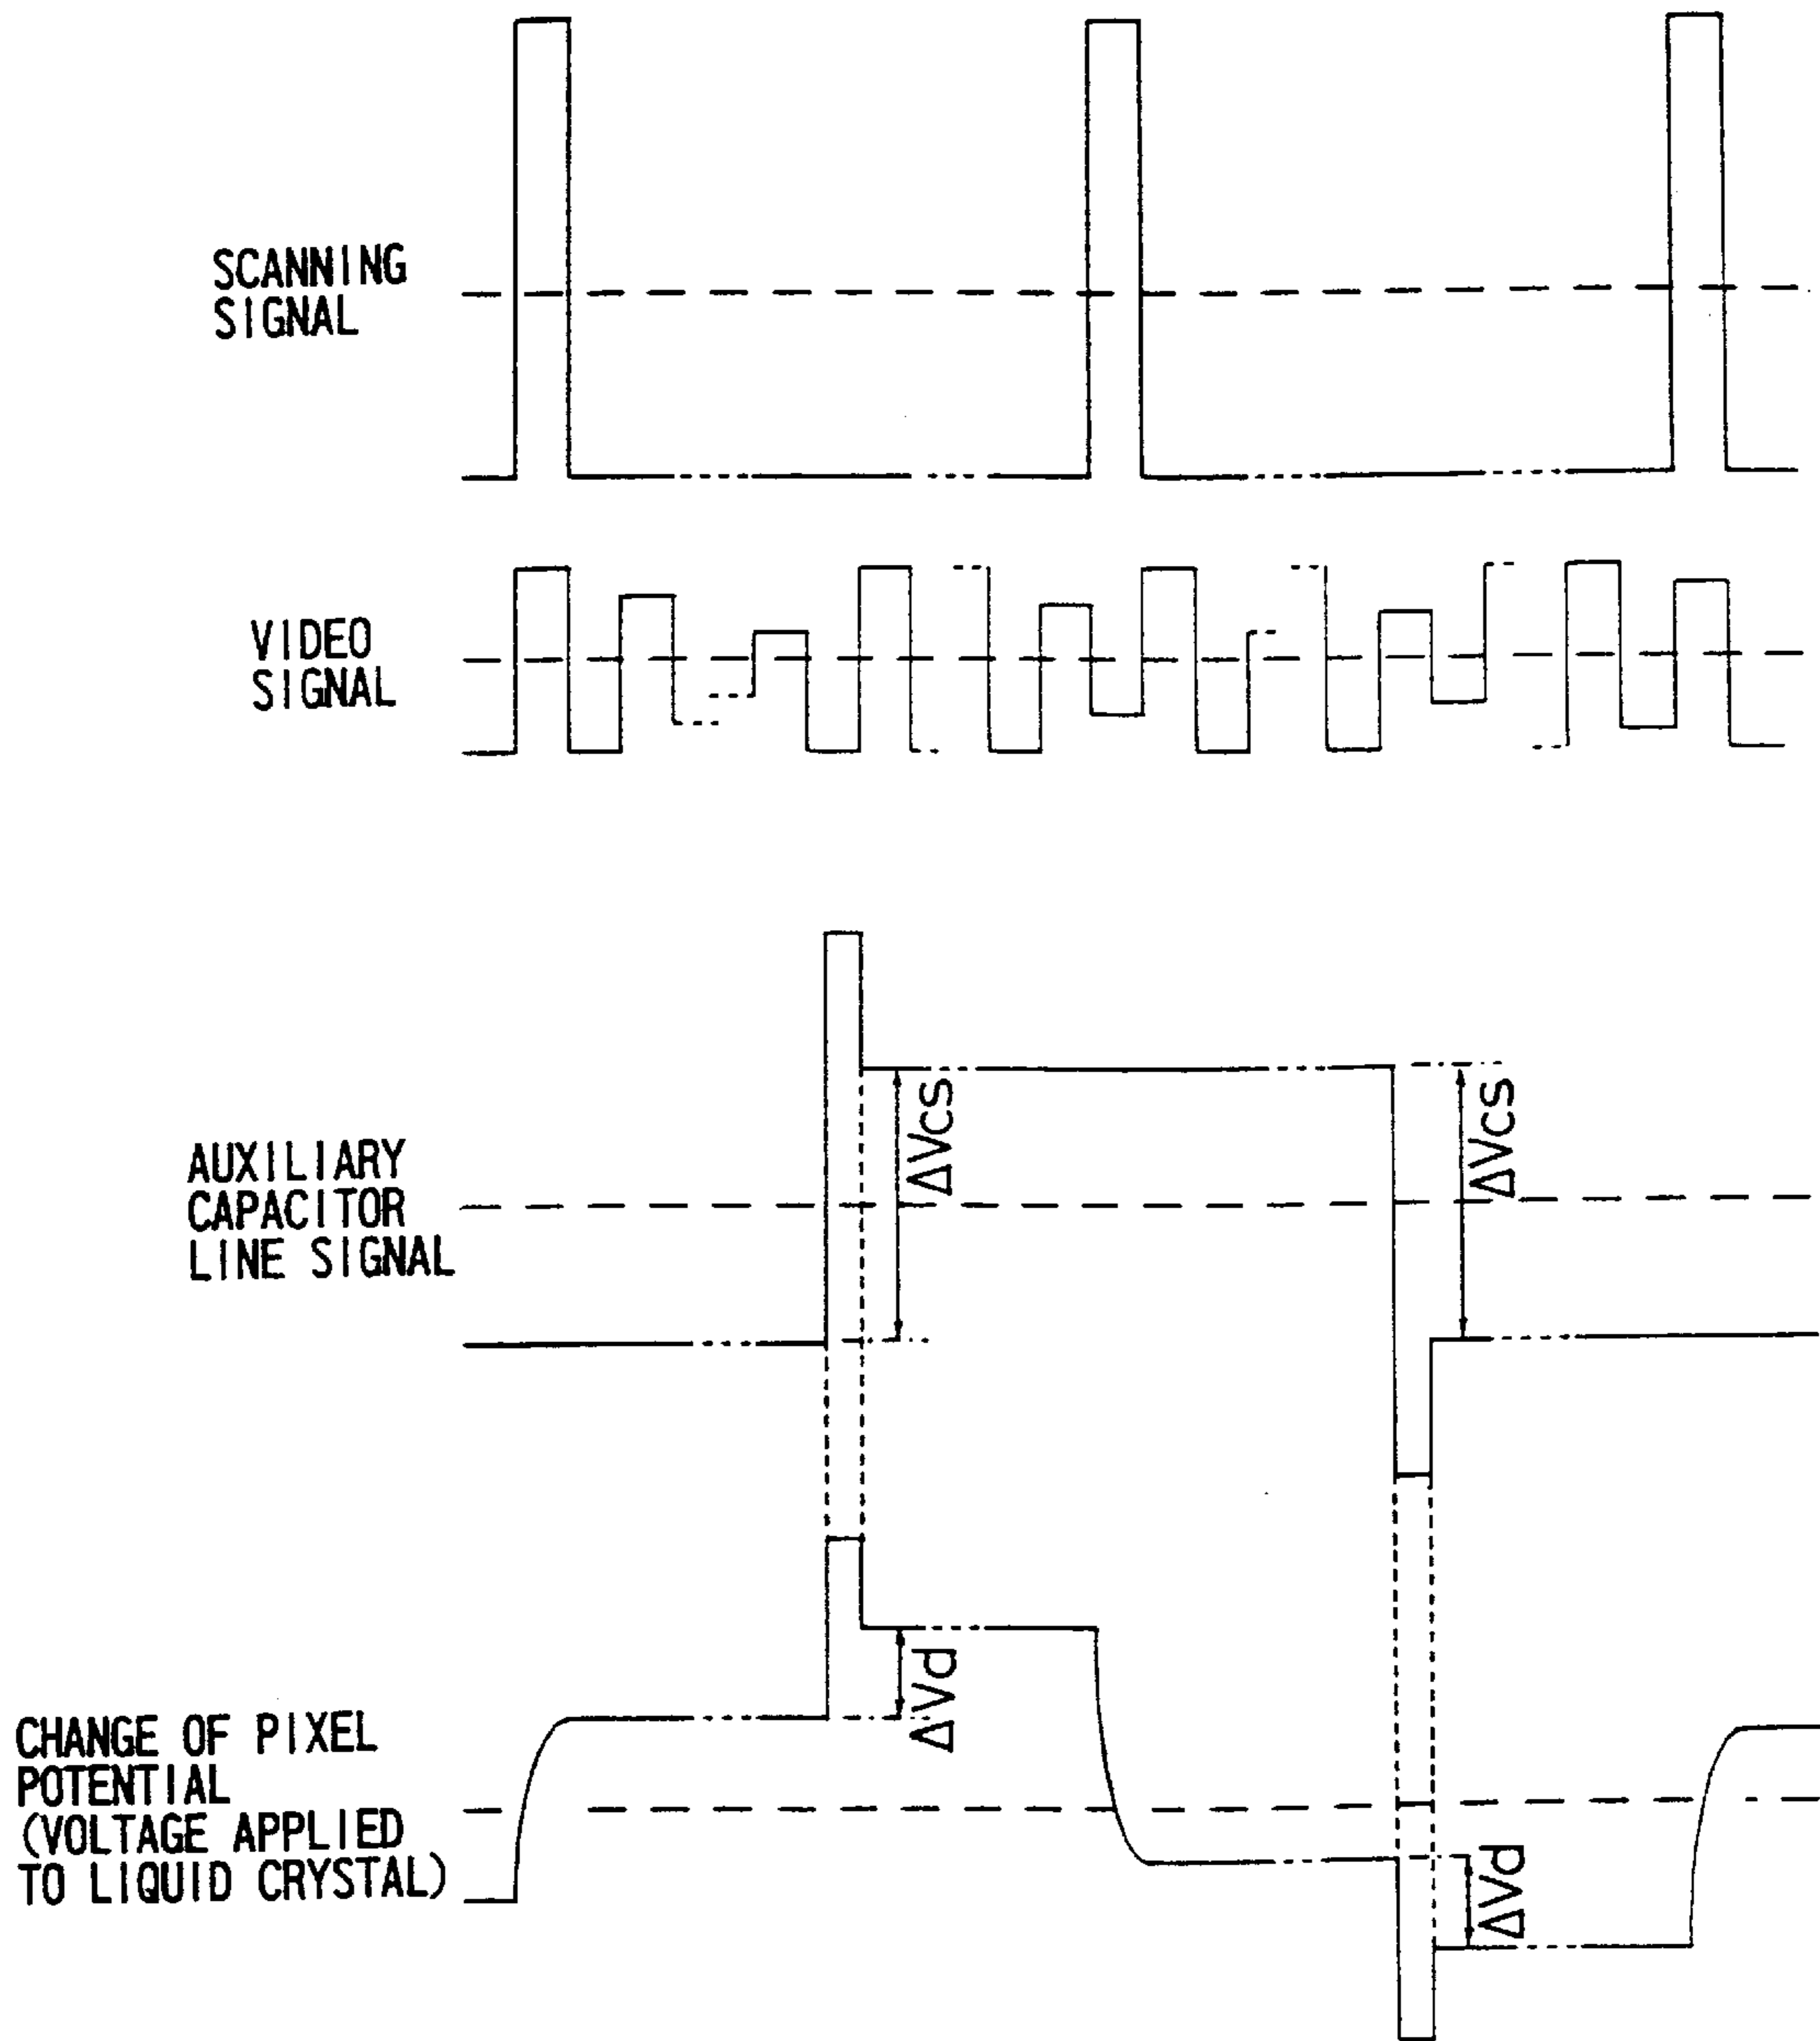 SCANNING
SIGNAL
VIDEO
SIGNAL
AUXILIARY
CAPACITOR
LINE SIGNAL
ΔVcs
ΔVcs
CHANGE OF PIXEL
POTENTIAL
(VOLTAGE APPLIED
TO LIQUID CRYSTAL)
ΔVd
ΔVd